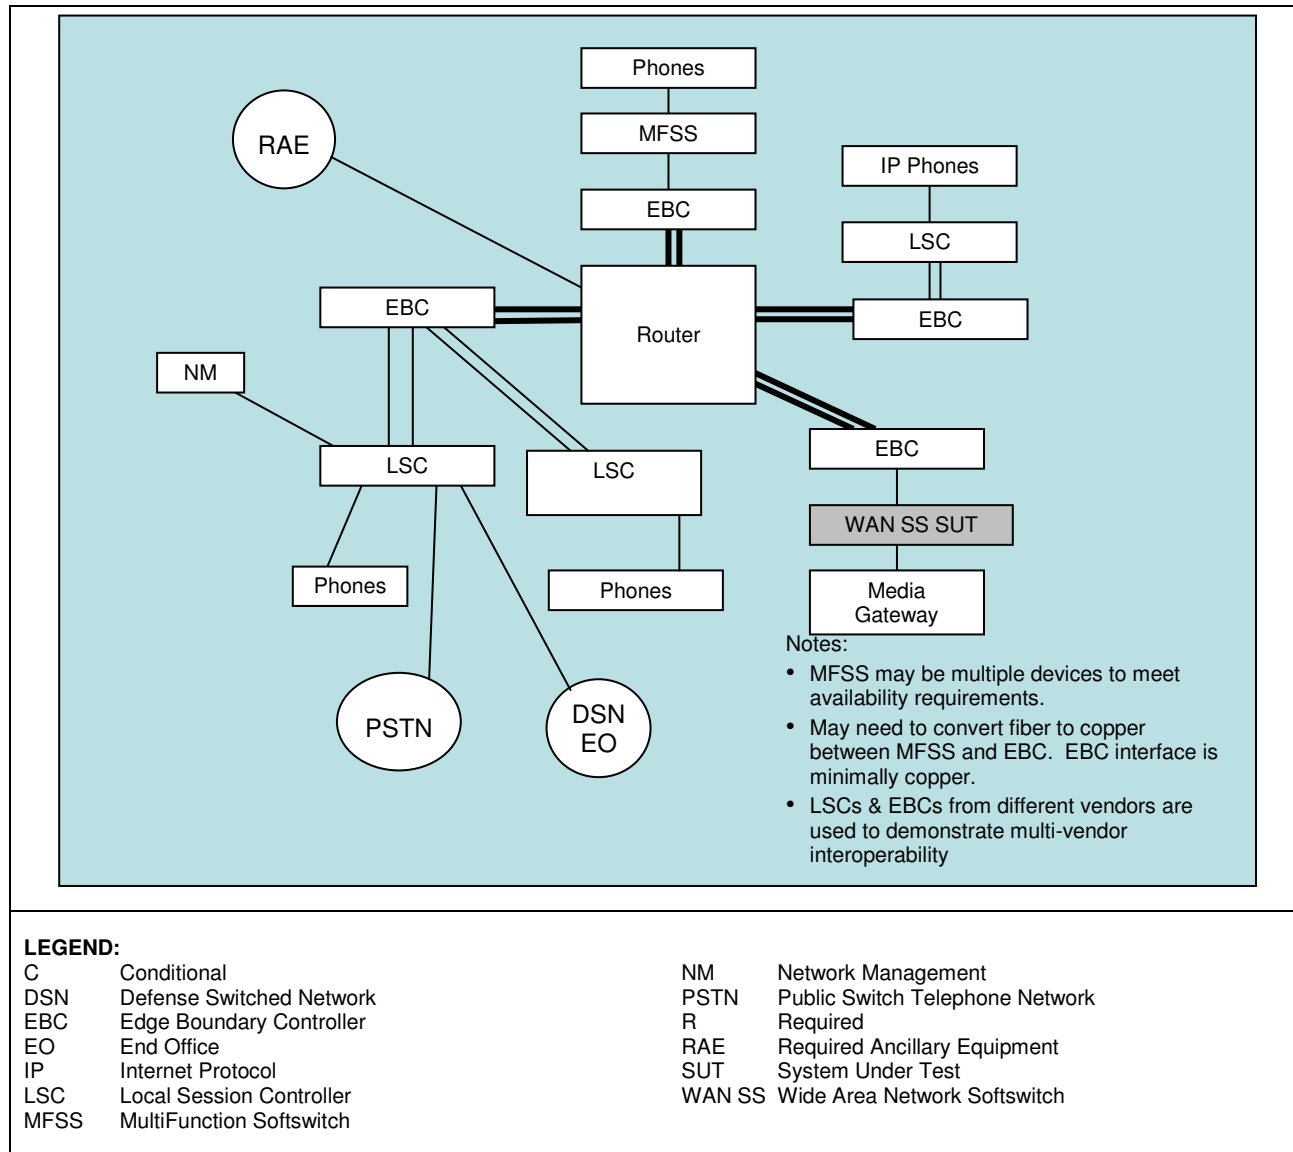 Phones
MFSS
RAE
IP Phones
EBC
LSC
EBC
EBC
Router
NM
EBC
LSC
LSC
WAN SS SUT
Phones
Phones
Media
Gateway
Notes:
• MFSS may be multiple devices to meet
availability requirements.
PSTN
DSN
EO
• May need to convert fiber to copper
between MFSS and EBC.  EBC interface is
minimally copper.
• LSCs & EBCs from different vendors are
used to demonstrate multi-vendor
interoperability
LEGEND:
C Conditional
DSN Defense Switched Network
EBC Edge Boundary Controller
EO End Office
IP Internet Protocol
LSC Local Session Controller
MFSS MultiFunction Softswitch
NM Network Management
PSTN Public Switch Telephone Network
R Required
RAE Required Ancillary Equipment
SUT System Under Test
WAN SS Wide Area Network Softswitch